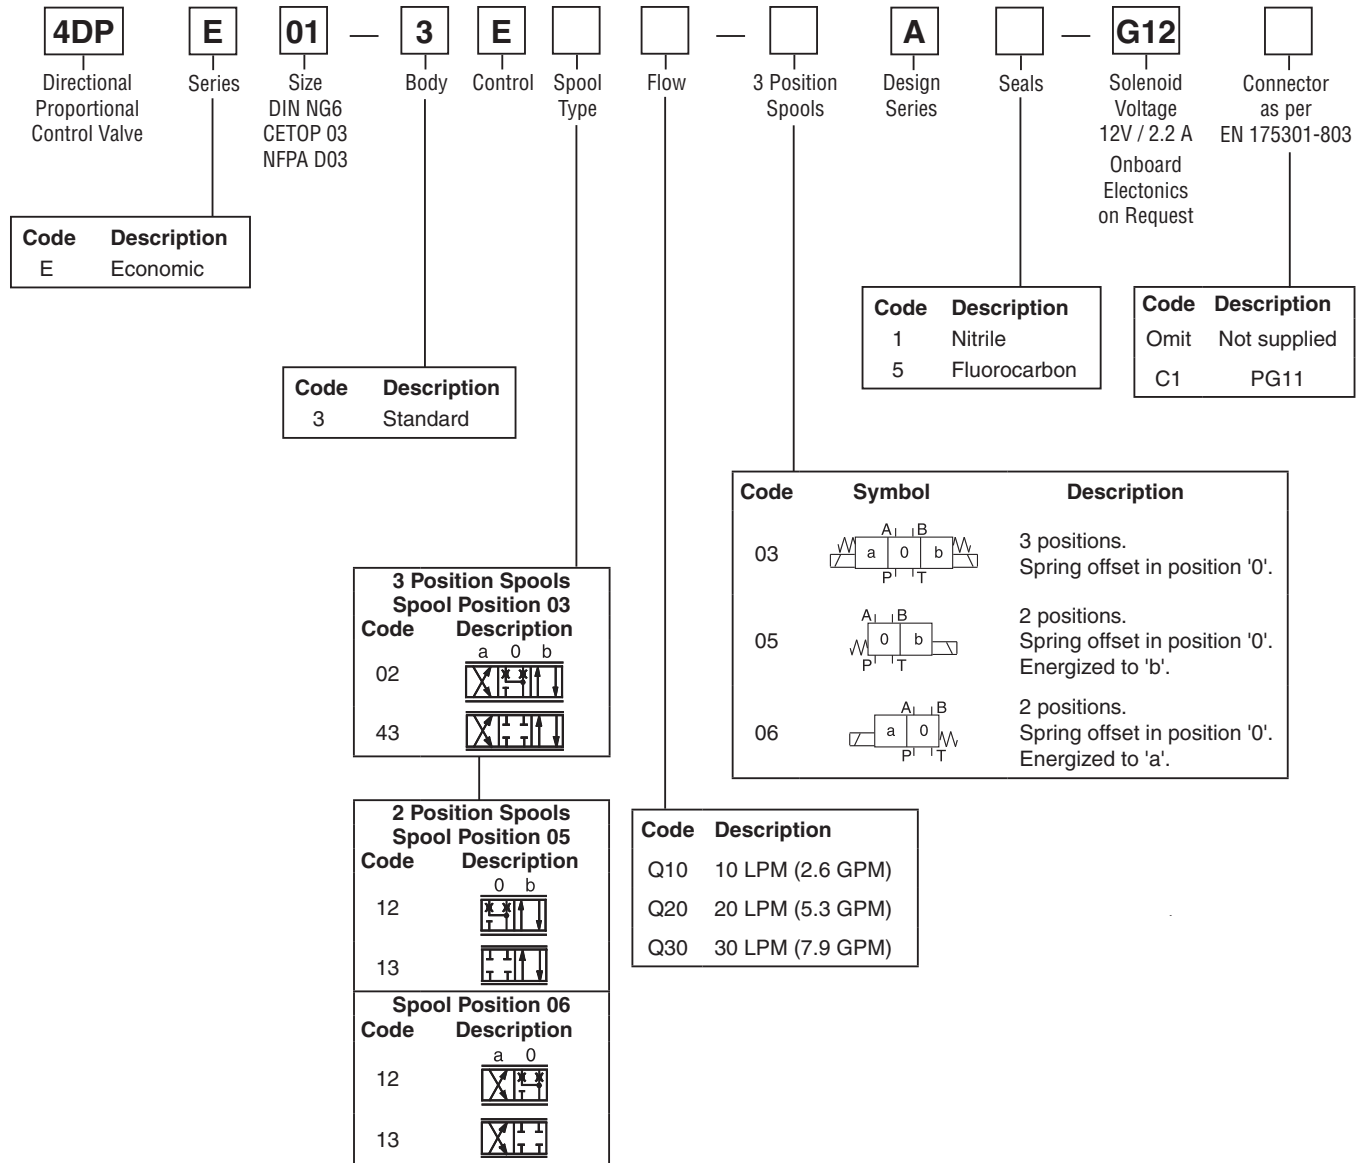 4DP E 01 — 3 E — A — G12
Directional
Proportional
Control Valve
Series
Size
DIN NG6
CETOP 03
NFPA D03
Body
Control
Spool
Type
Flow
3 Position
Spools
Design
Series
Seals
Solenoid
Voltage
12V / 2.2 A
Onboard
Electonics
on Request
Connector
as per
EN 175301-803
Code Description
E Economic
Code Description
3 Standard
Code Description
1 Nitrile
5 Fluorocarbon
Code Description
Omit Not supplied
C1 PG11
Code Symbol Description
03
A B
a 0 b
P T
3 positions.
Spring offset in position '0'.
05
A B
0 b
P T
2 positions.
Spring offset in position '0'.
Energized to 'b'.
06
A B
a 0
P T
2 positions.
Spring offset in position '0'.
Energized to 'a'.
3 Position Spools
Spool Position 03
Code Description
a 0 b
02
43
2 Position Spools
Spool Position 05
Code Description
0 b
12
13
Spool Position 06
Code Description
a 0
12
13
Code Description
Q10 10 LPM (2.6 GPM)
Q20 20 LPM (5.3 GPM)
Q30 30 LPM (7.9 GPM)